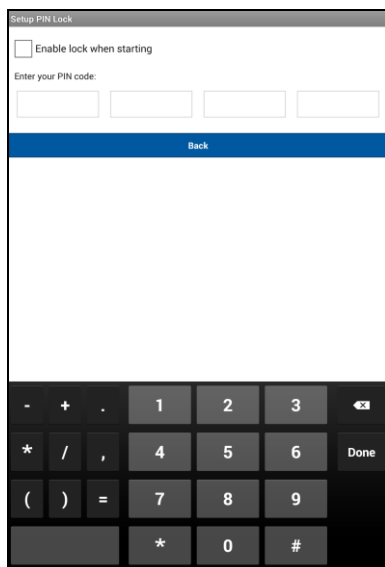 Setup PIN Lock
Enable lock when starting
Enter your PIN code:
Back
- + . 1 2 3
* / , 4 5 6 Done
( ) = 7 8 9
* 0 #